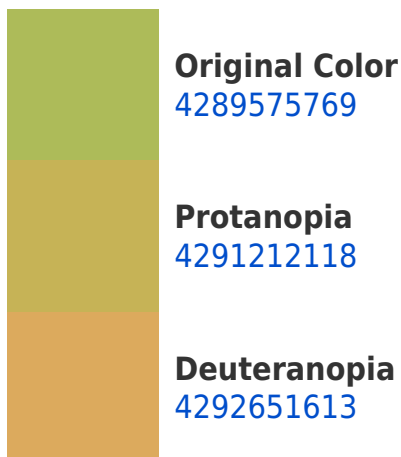 Original Color
4289575769
Protanopia
4291212118
Deuteranopia
4292651613